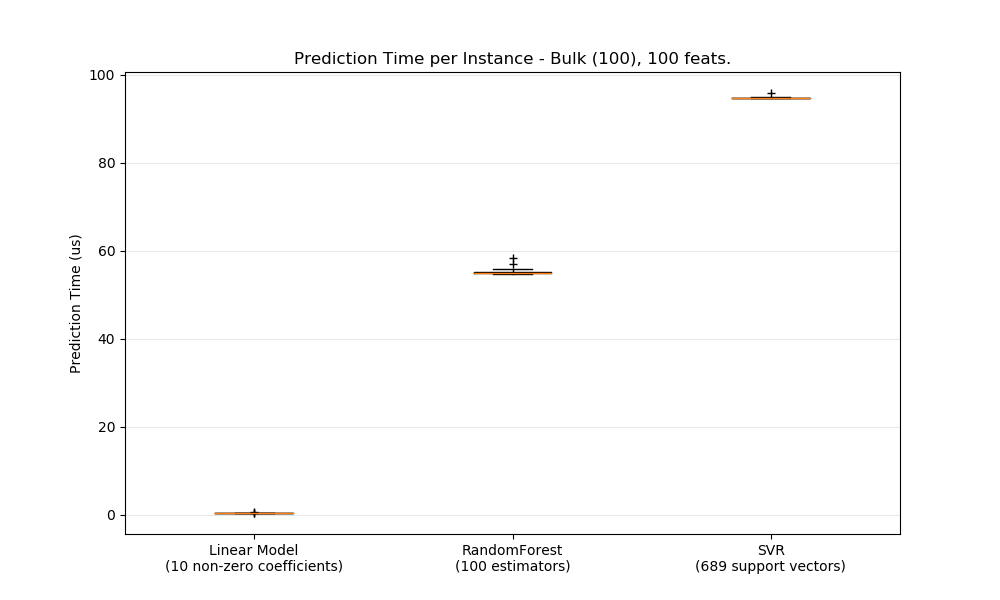 Prediction Time per Instance - Bulk (100), 100 feats.
100
80
60
40
20
0
Prediction Time (us)
Linear Model
(10 non-zero coefficients)
RandomForest
(100 estimators)
SVR
(689 support vectors)